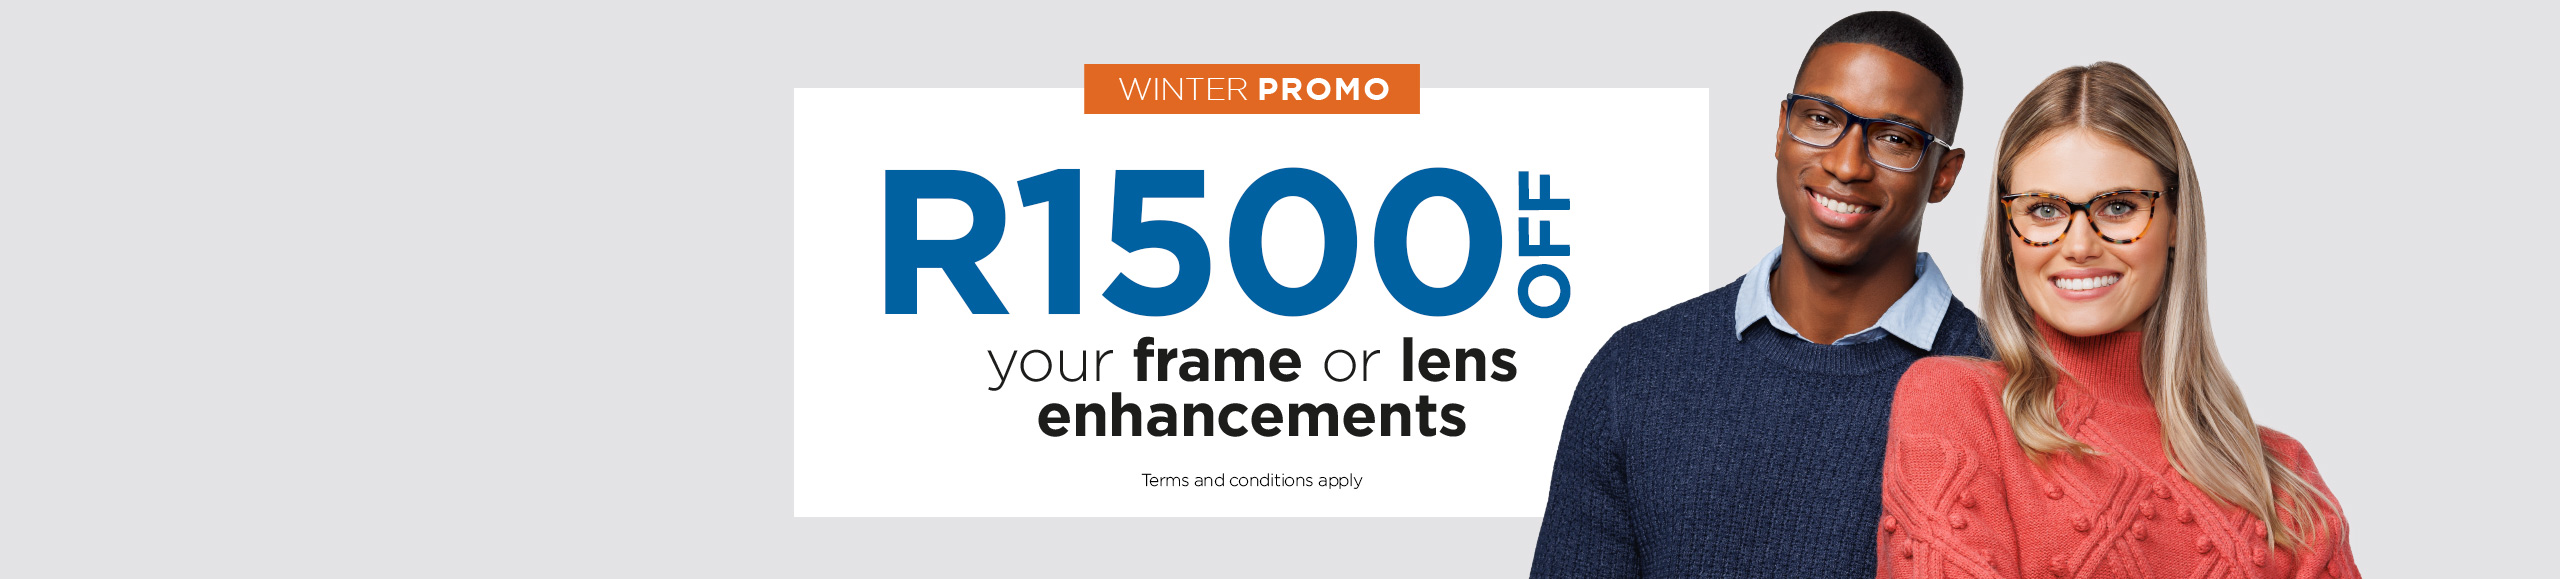 WINTER PROMO
R1500 OFF
your frame or lens
enhancements
Terms and conditions apply